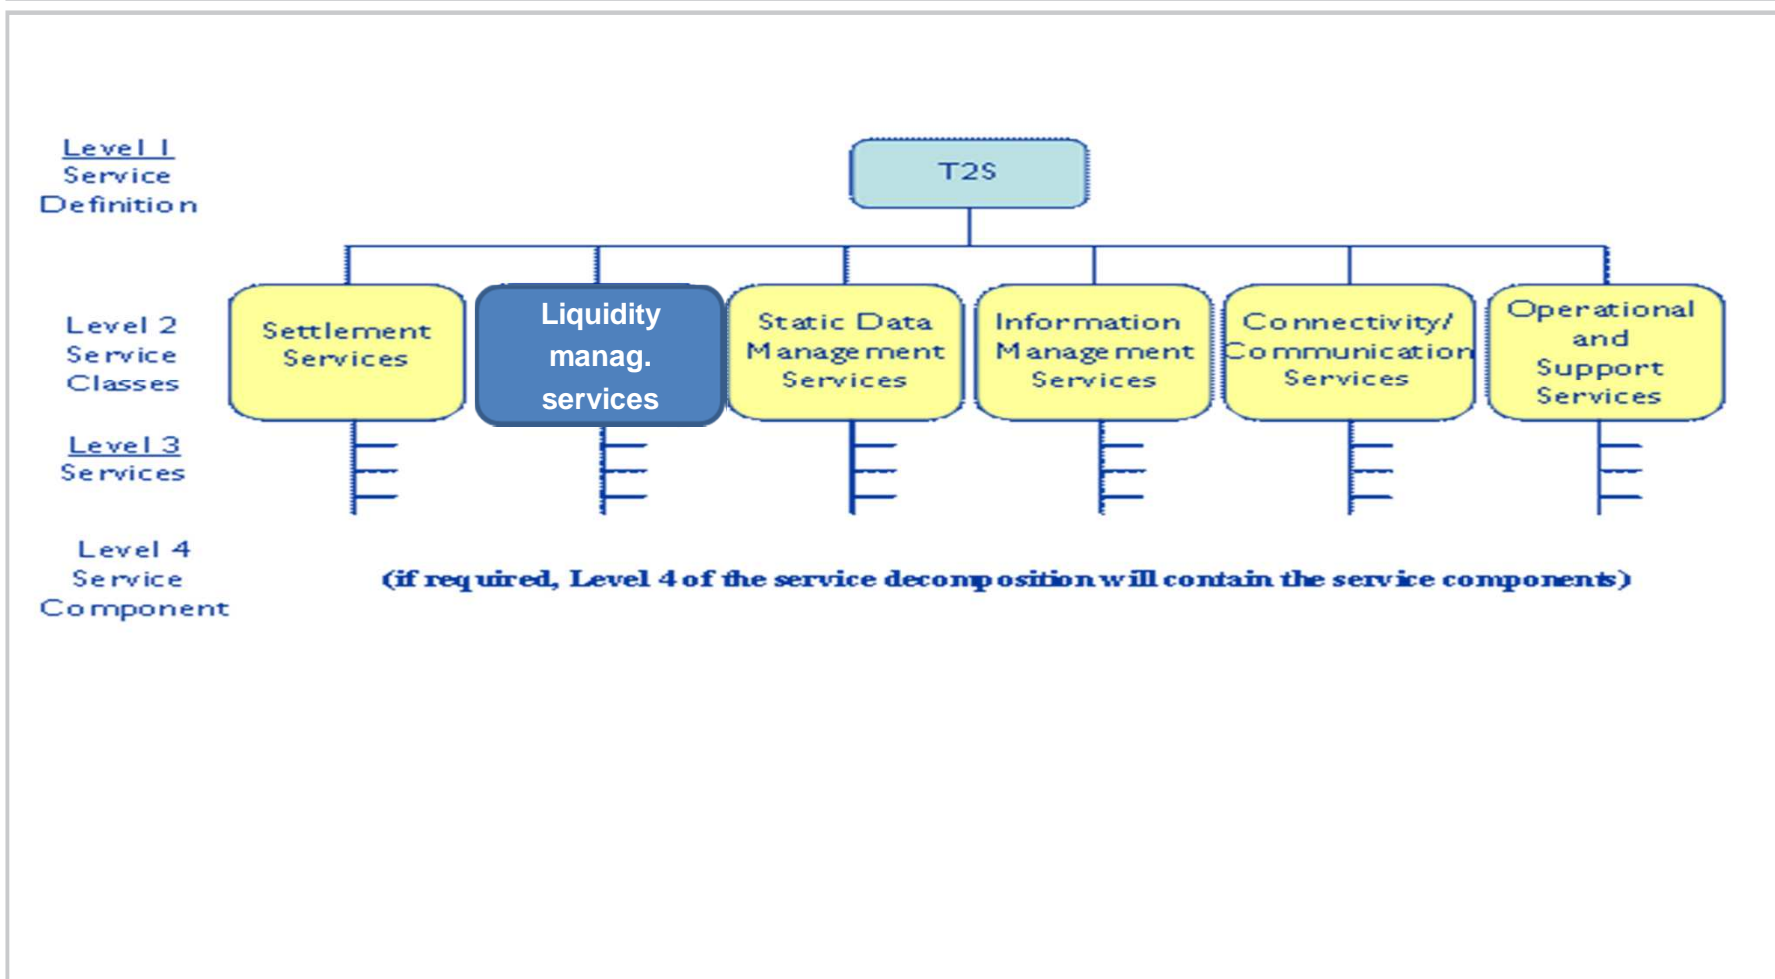 Level 1
Service
Definition
T2S
Level 2
Service
Classes
Settlement
Services
Liquidity
manag.
services
Static Data
Management
Services
Information
Management
Services
Connectivity/
Communication
Services
Operational
and
Support
Services
Level 3
Services
Level 4
Service
Component
(if required, Level 4 of the service decomposition will contain the service components)